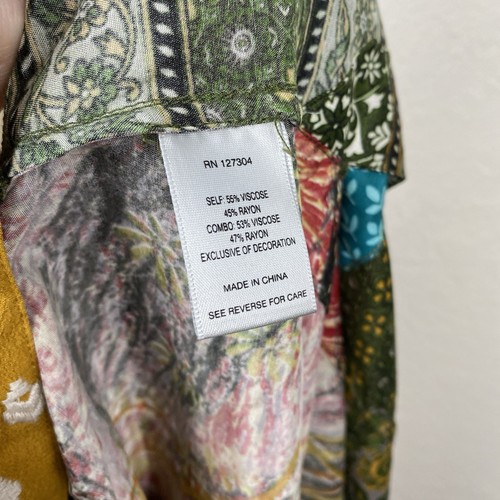 RN 127304
SELF: 55% VISCOSE
45% RAYON
COMBO: 53% VISCOSE
47% RAYON
EXCLUSIVE OF DECORATION
MADE IN CHINA
SEE REVERSE FOR CARE